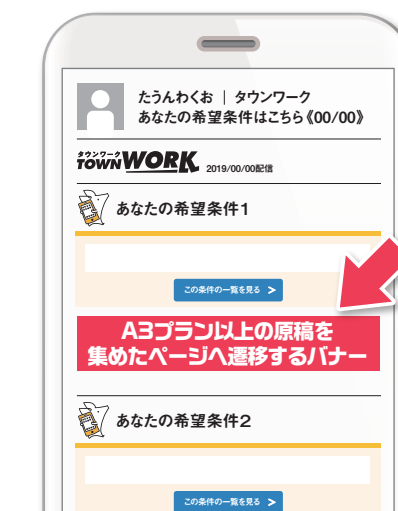 たうんわくお | タウンワーク
あなたの希望条件はこちら《00/00》
タウンワーク
TOWNWORK 2019/00/00配信
あなたの希望条件1
この条件の一覧を見る >
A3プラン以上の原稿を
集めたページへ遷移するバナー
あなたの希望条件2
この条件の一覧を見る >